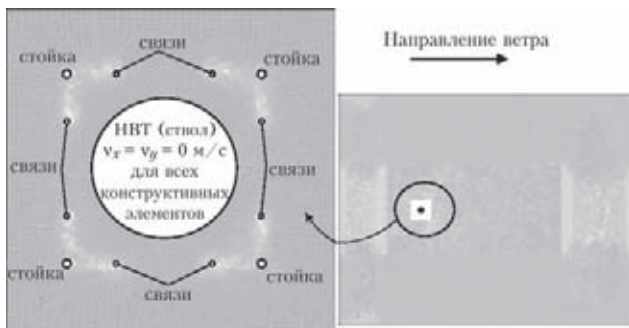 связи
стойка
стойка
НВТ (ствол)
vx = vy = 0 м/с
для всех
конструктивных
элементов
связи
связи
стойка
стойка
связи
Направление ветра